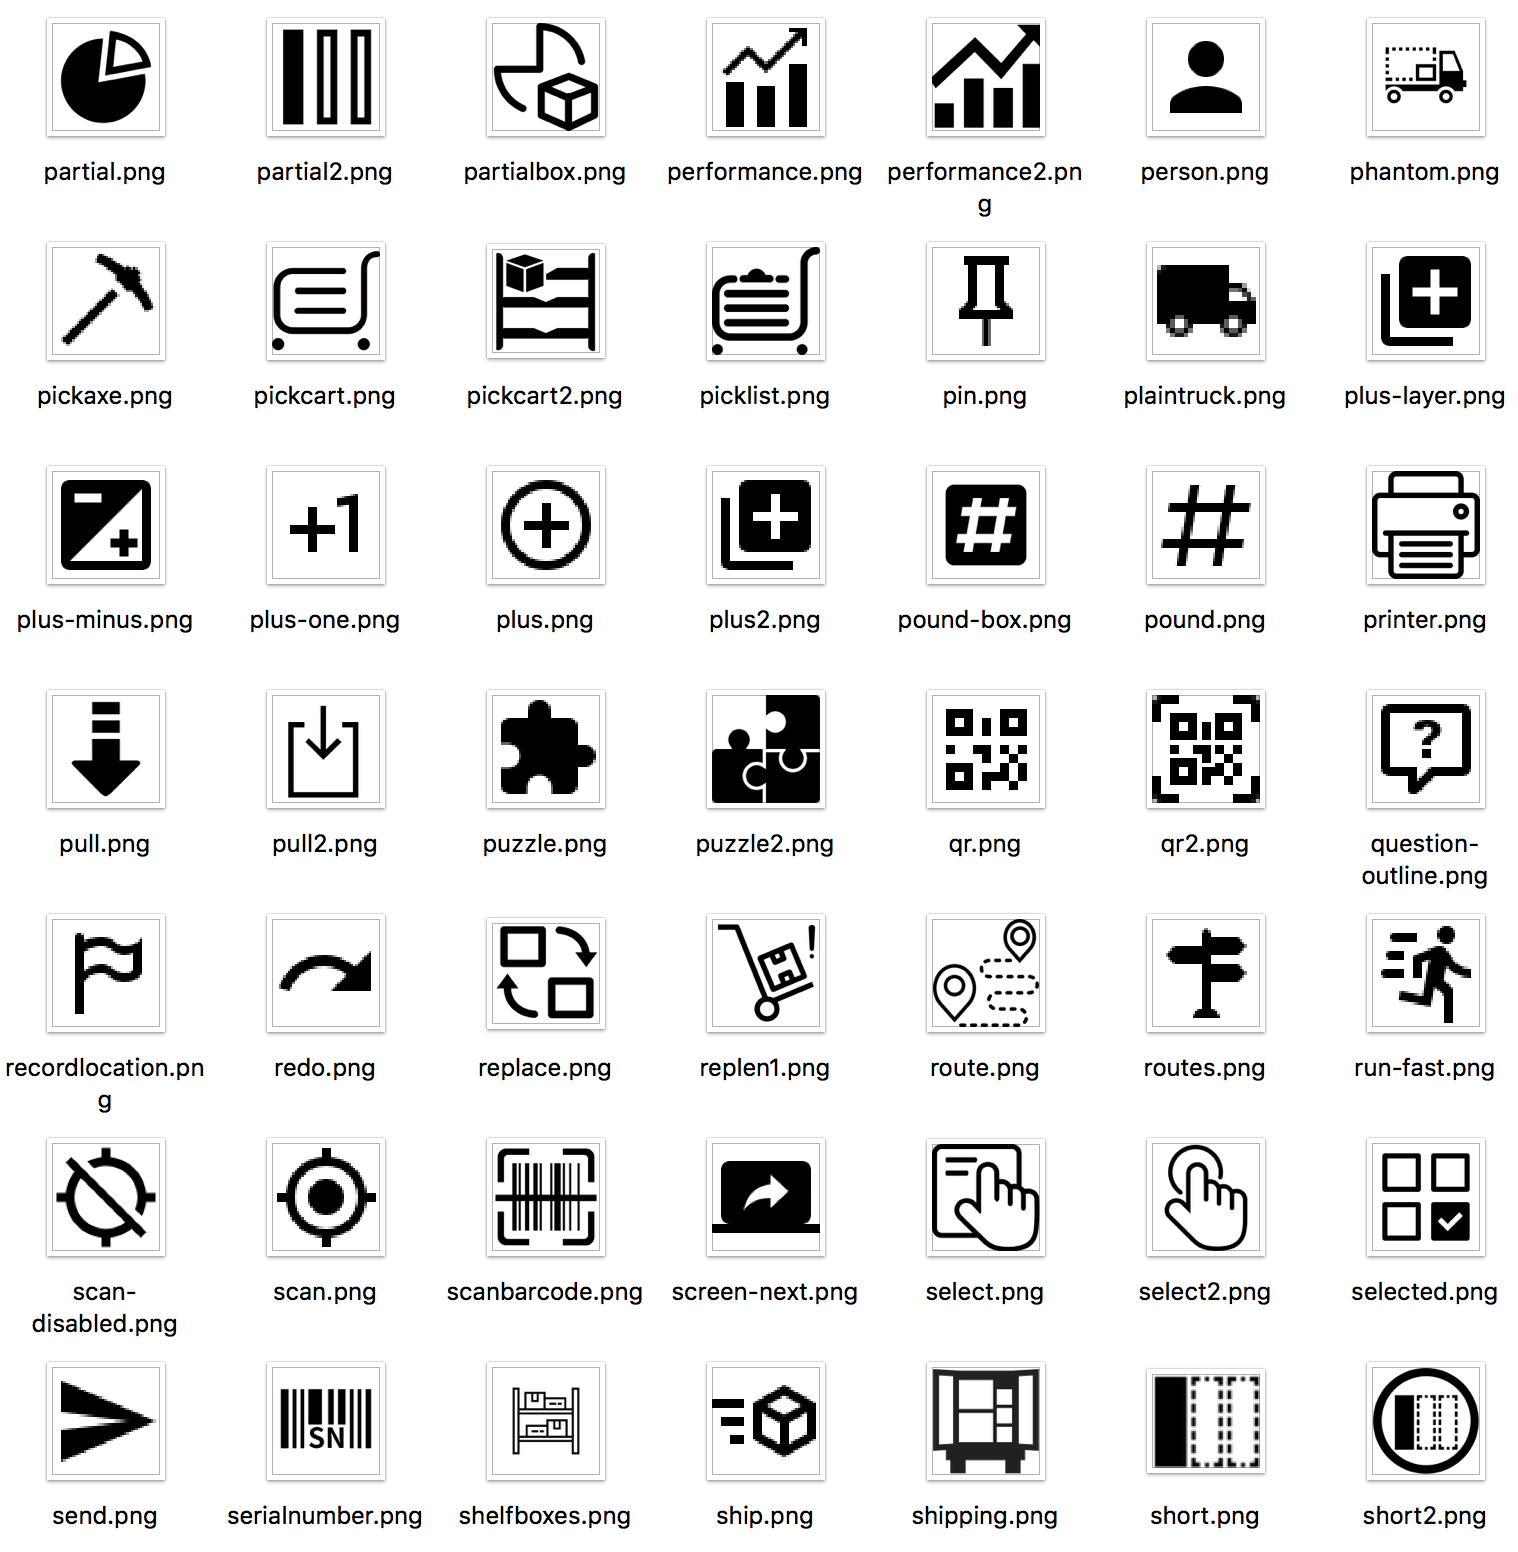 partial.png
partial2.png
partialbox.png
performance.png
performance2.pn
g
person.png
phantom.png
pickaxe.png
pickcart.png
pickcart2.png
picklist.png
pin.png
plaintruck.png
plus-layer.png
+1
#
#
plus-minus.png
plus-one.png
plus.png
plus2.png
pound-box.png
pound.png
printer.png
?
pull.png
pull2.png
puzzle.png
puzzle2.png
qr.png
qr2.png
question-
outline.png
!
recordlocation.pn
g
redo.png
replace.png
replen1.png
route.png
routes.png
run-fast.png
scan-
disabled.png
scan.png
scanbarcode.png
screen-next.png
select.png
select2.png
selected.png
SN
send.png
serialnumber.png
shelfboxes.png
ship.png
shipping.png
short.png
short2.png